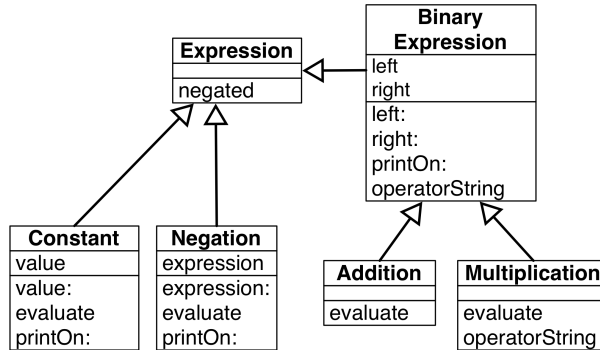 Expression
negated
Binary
Expression
left
right
left:
right:
printOn:
operatorString
Constant
value
value:
evaluate
printOn:
Negation
expression
expression:
evaluate
printOn:
Addition
evaluate
Multiplication
evaluate
operatorString